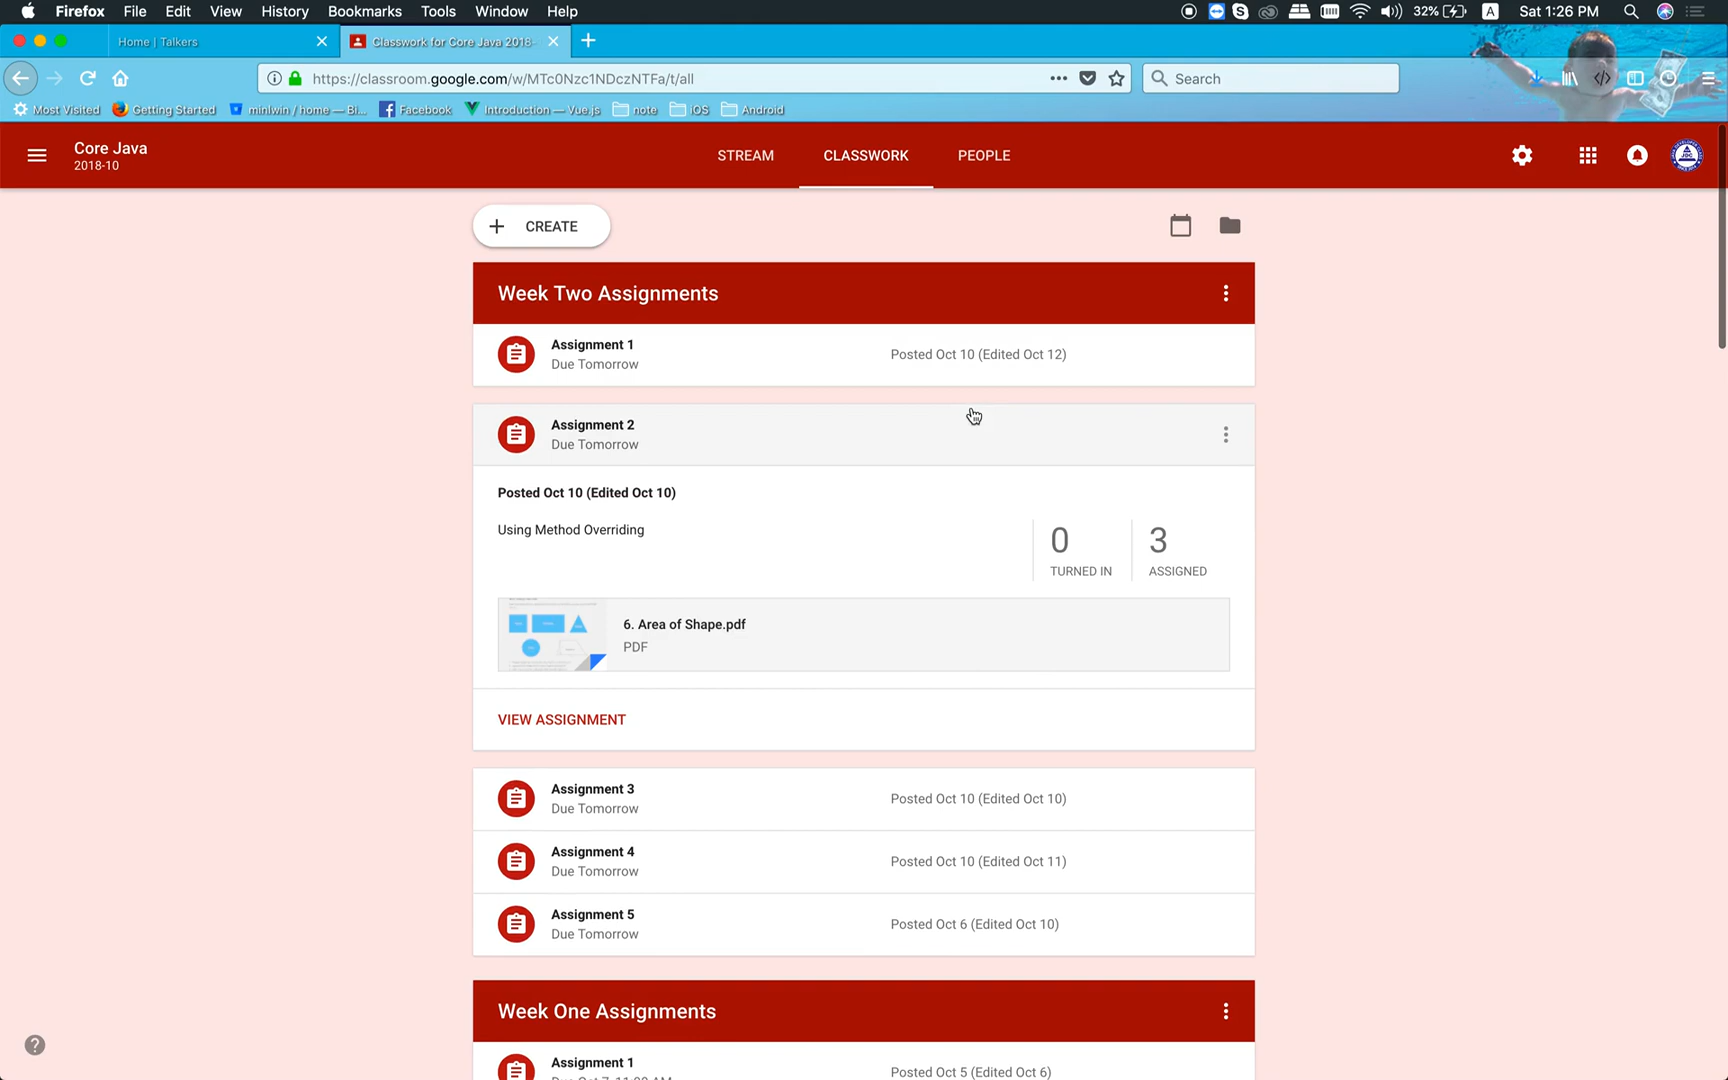 Firefox File Edit View History Bookmarks Tools Window Help 32% A Sat 1:26 PM
Home | Talkers Classwork for Core Java 2018-
https://classroom.google.com/w/MTc0Nzc1NDczNTFa/t/all Search
Most Visited Getting Started minlwin / home — Bi... Facebook Introduction — Vue.js note iOS Android
Core Java
2018-10
STREAM CLASSWORK PEOPLE
CREATE
Week Two Assignments
Assignment 1
Due Tomorrow
Posted Oct 10 (Edited Oct 12)
Assignment 2
Due Tomorrow
Posted Oct 10 (Edited Oct 10)
Using Method Overriding
0 3
TURNED IN ASSIGNED
6. Area of Shape.pdf
PDF
VIEW ASSIGNMENT
Assignment 3
Due Tomorrow
Posted Oct 10 (Edited Oct 10)
Assignment 4
Due Tomorrow
Posted Oct 10 (Edited Oct 11)
Assignment 5
Due Tomorrow
Posted Oct 6 (Edited Oct 10)
Week One Assignments
Assignment 1
Posted Oct 5 (Edited Oct 6)